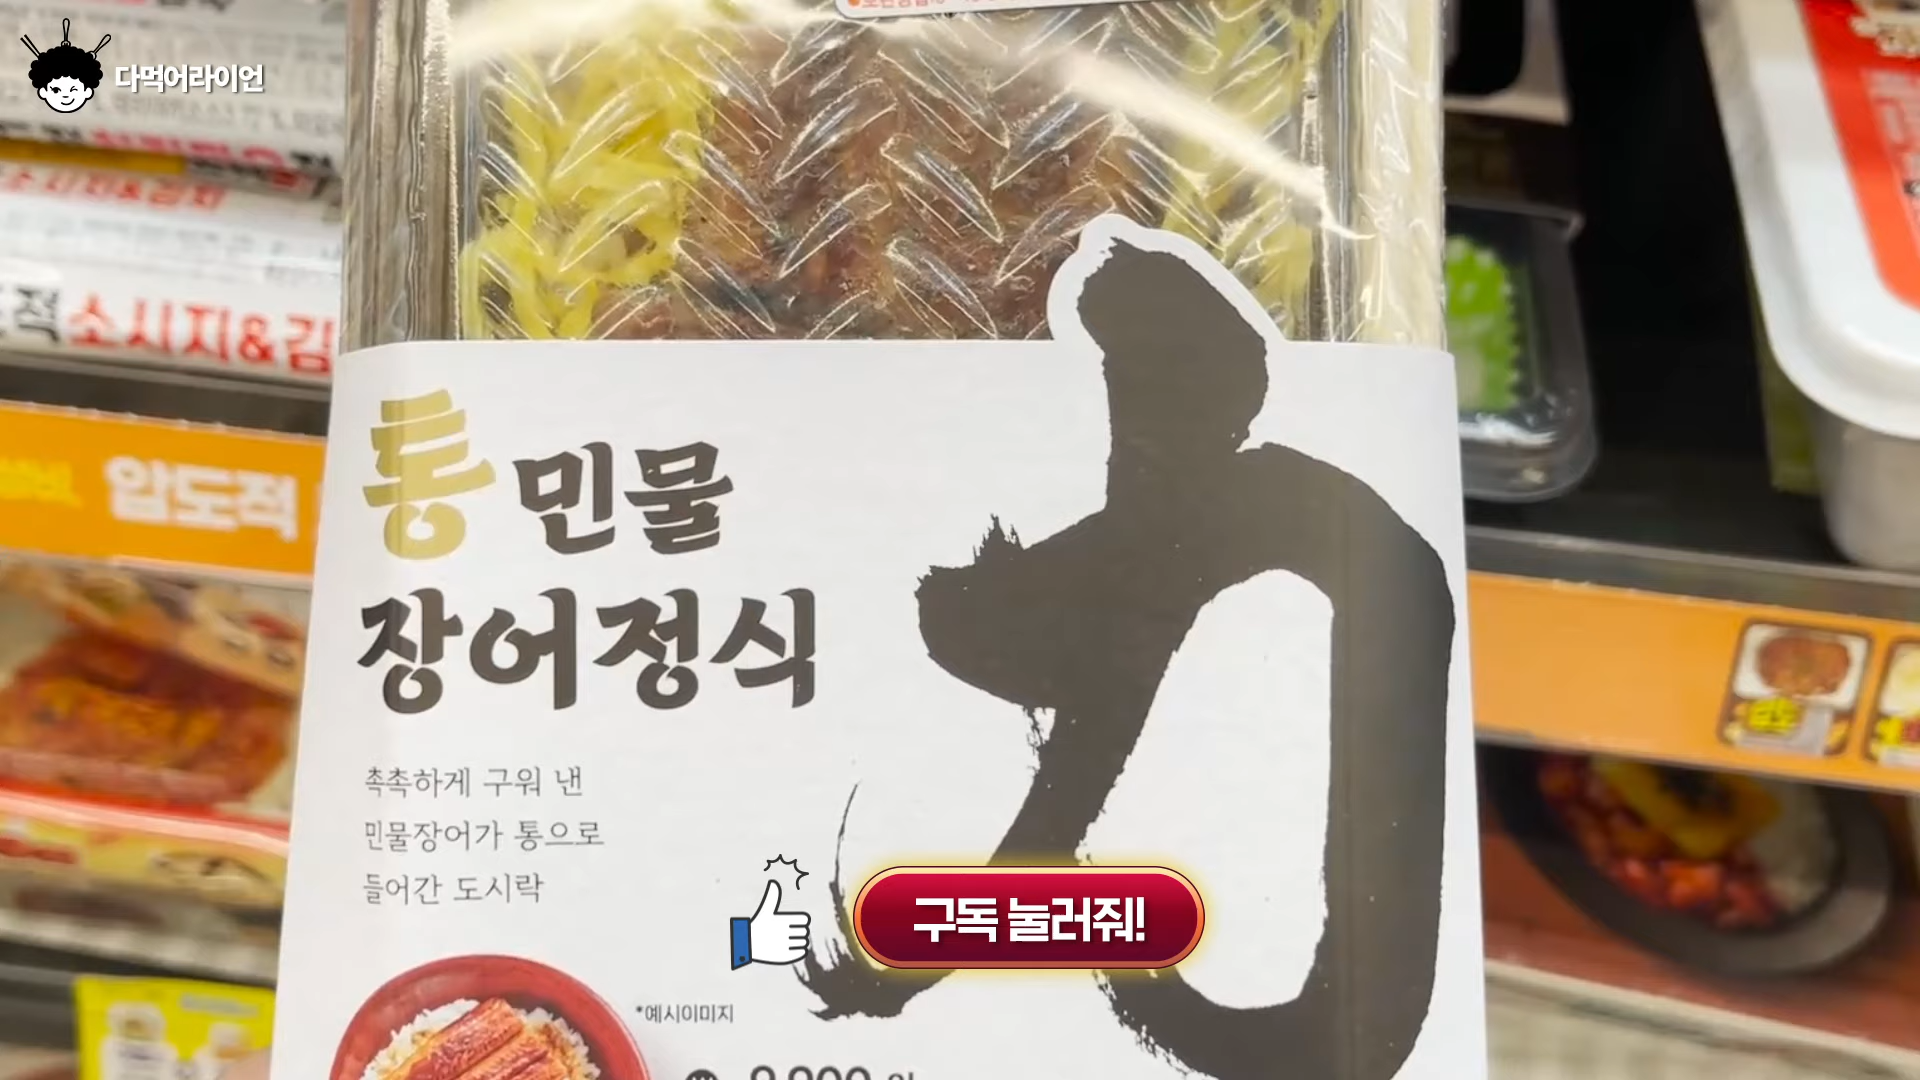 다먹어라이언
소시지&김
압도적
통 민물
장어정식
力
촉촉하게 구워 낸
민물장어가 통으로
들어간 도시락
*예시이미지
구독 눌러줘!